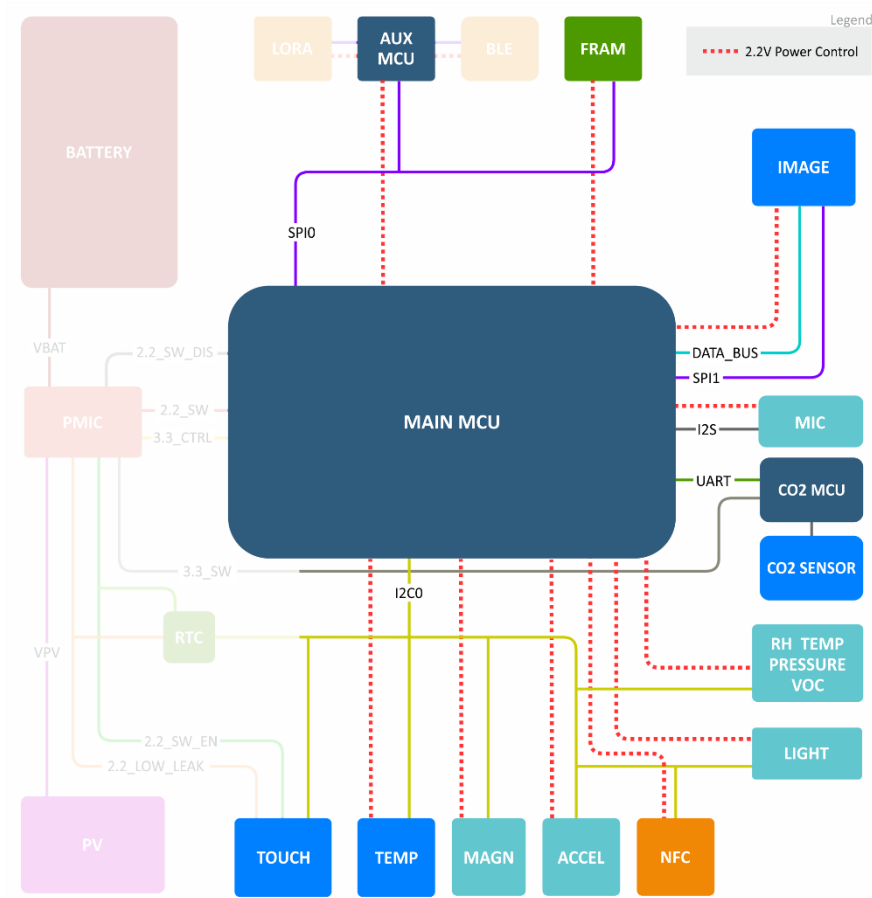 Legend
2.2V Power Control
LORA
AUX
MCU
BLE
FRAM
BATTERY
IMAGE
SPI0
VBAT
2.2_SW_DIS
DATA_BUS
SPI1
PMIC
2.2_SW
3.3_CTRL
MAIN MCU
MIC
I2S
UART
CO2 MCU
3.3_SW
CO2 SENSOR
I2C0
RTC
VPV
RH TEMP
PRESSURE
VOC
2.2_SW_EN
2.2_LOW_LEAK
LIGHT
PV
TOUCH
TEMP
MAGN
ACCEL
NFC